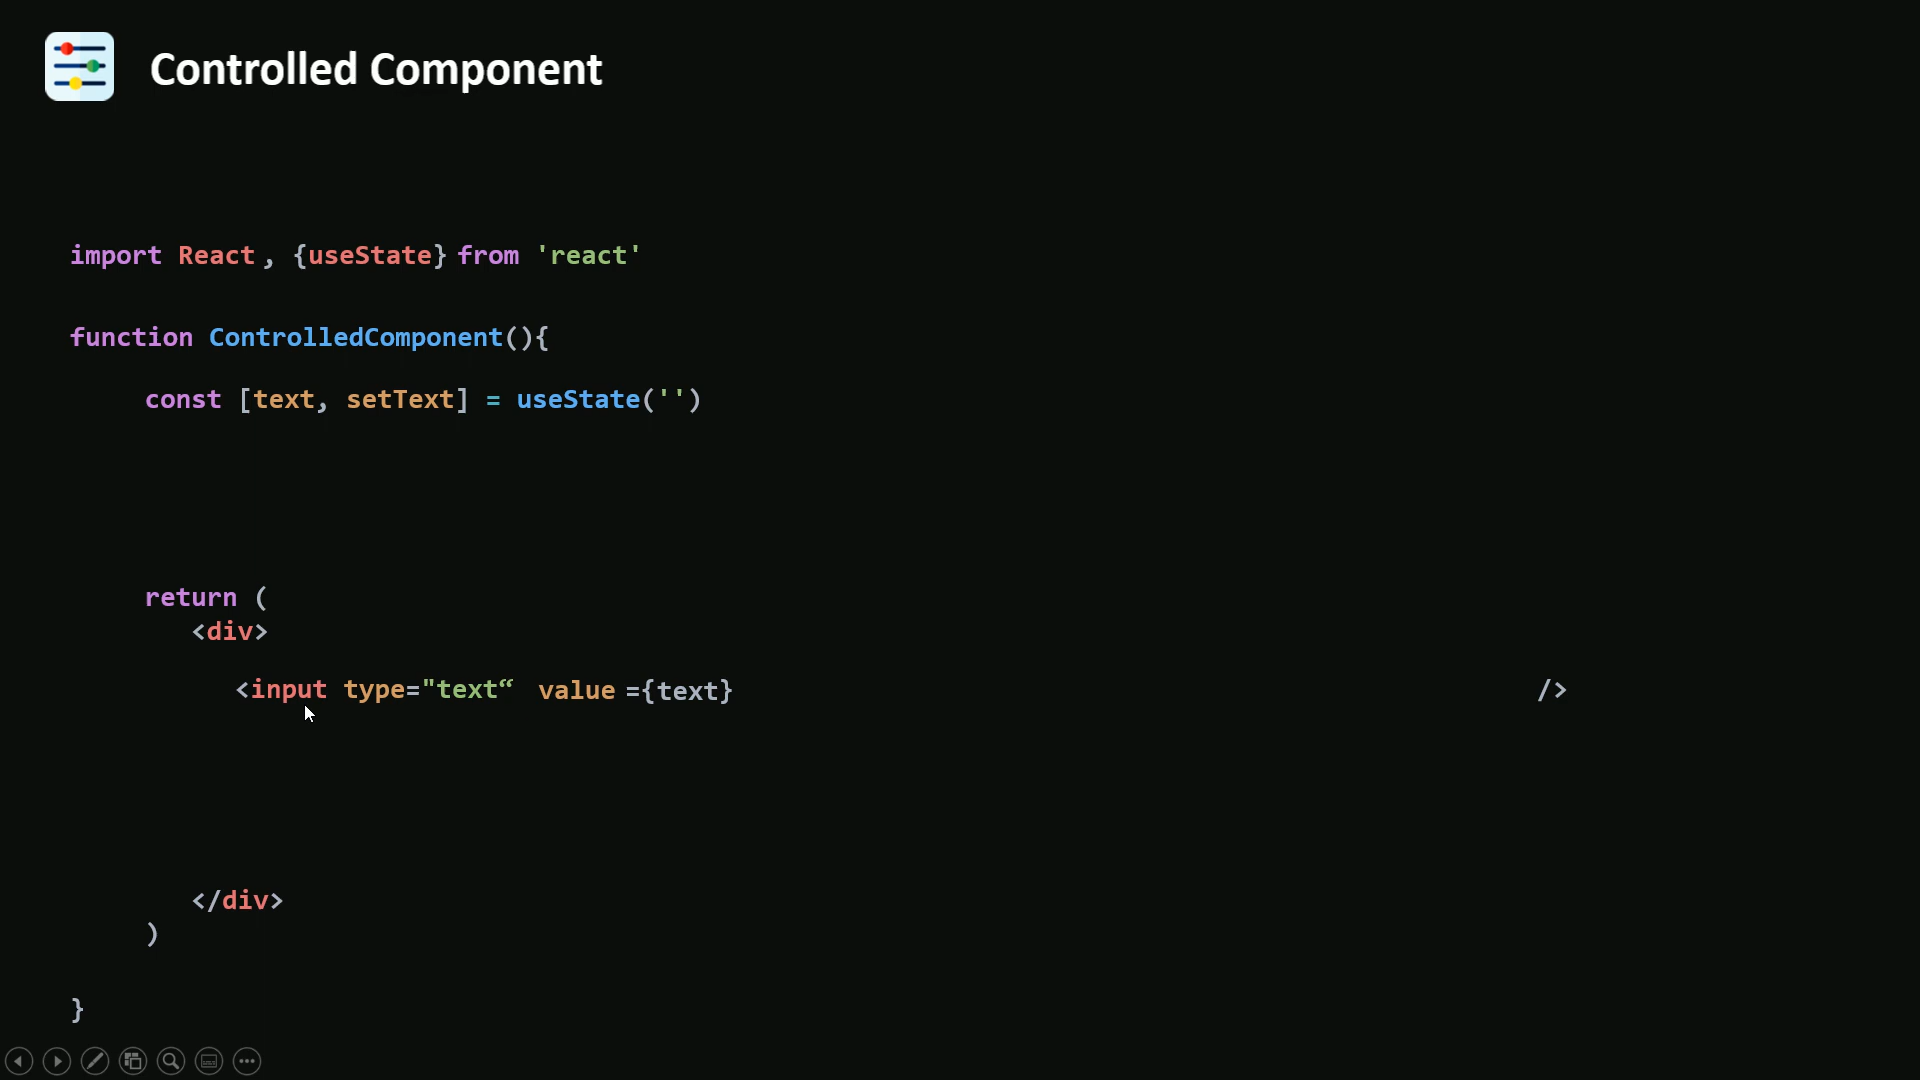 Controlled Component
import React, {useState} from 'react'
function ControlledComponent(){
const [text, setText] = useState('')
return (
<div>
<input type="text“ value ={text} />
</div>
)
}